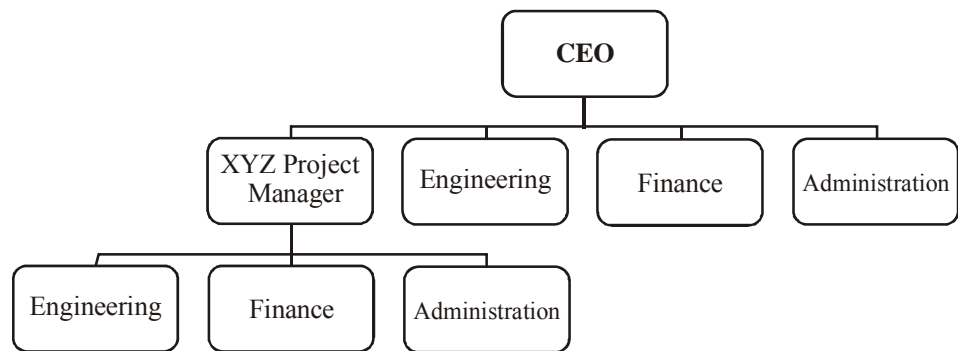 CEO
XYZ Project
Manager
Engineering
Finance
Administration
Engineering
Finance
Administration